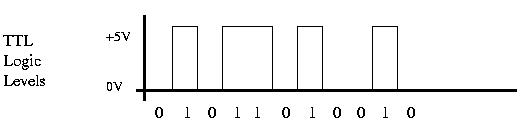 TTL
Logic
Levels
+5V
0V
0 1 0 1 1 0 1 0 0 1 0